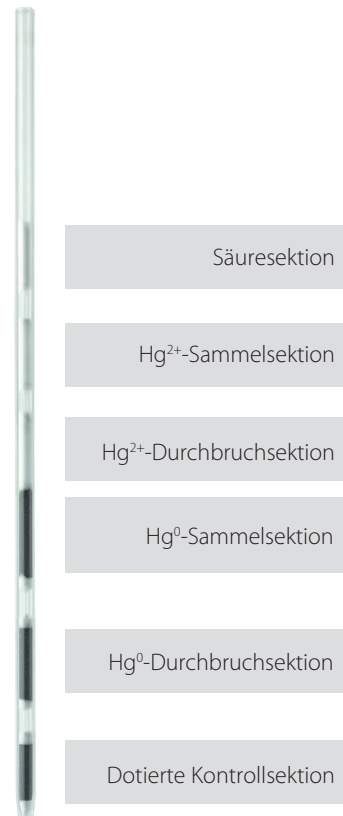 Säuresektion
Hg²⁺-Sammelsektion
Hg²⁺-Durchbruchsektion
Hg⁰-Sammelsektion
Hg⁰-Durchbruchsektion
Dotierte Kontrollsektion